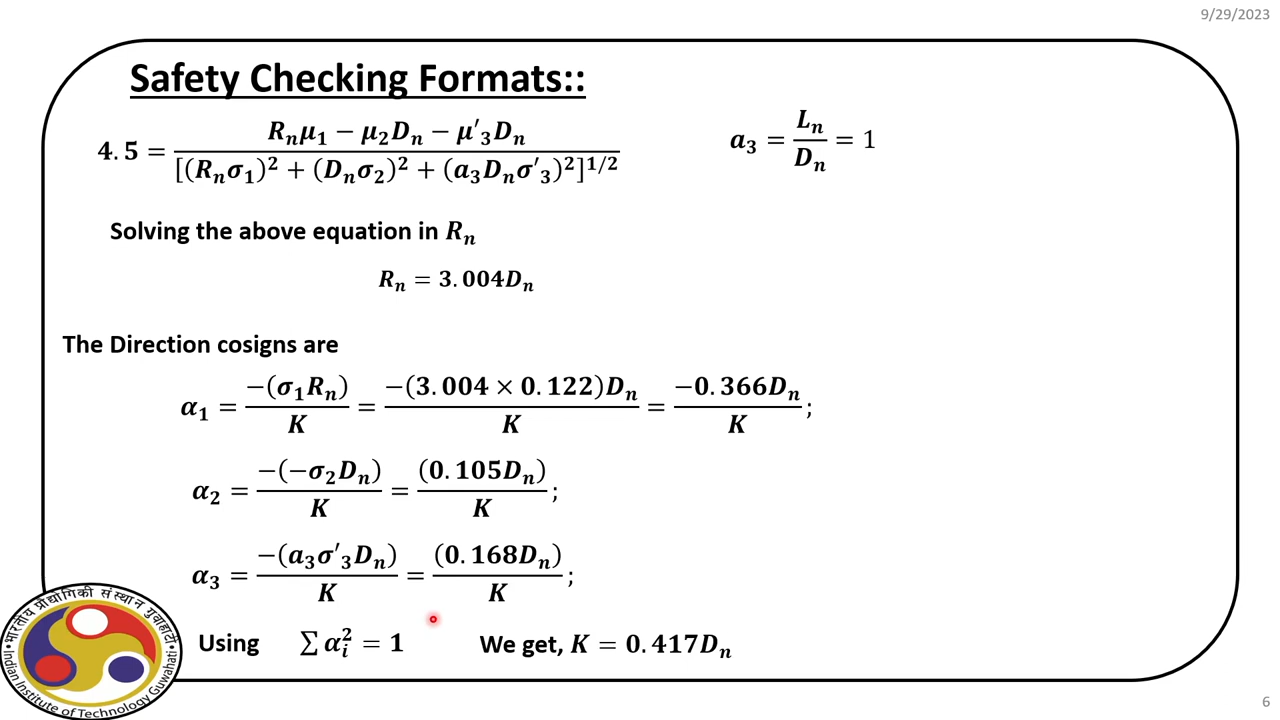 9/29/2023
Safety Checking Formats::
4.5 = (R_nμ_1 − μ_2D_n − μ'_3D_n) / [(R_nσ_1)^2 + (D_nσ_2)^2 + (a_3D_nσ'_3)^2]^{1/2}
a_3 = L_n / D_n = 1
Solving the above equation in R_n
R_n = 3.004D_n
The Direction cosigns are
α_1 = −(σ_1R_n) / K = −(3.004 × 0.122)D_n / K = −0.366D_n / K ;
α_2 = −(−σ_2D_n) / K = (0.105D_n) / K ;
α_3 = −(a_3σ'_3D_n) / K = (0.168D_n) / K ;
Using ∑ α_i^2 = 1 We get, K = 0.417D_n
भारतीय प्रौद्योगिकी संस्थान गुवाहाटी
Indian Institute of Technology Guwahati
6